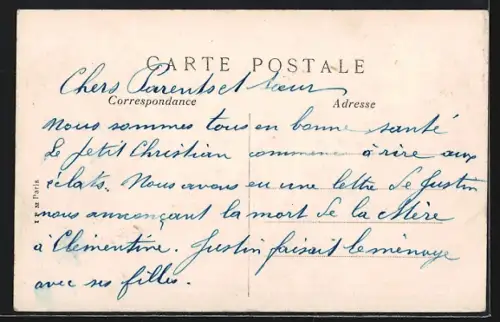 CARTE POSTALE
Chers Parents et sœur
Correspondance
Adresse
Nous sommes tous en bonne santé
Le petit Christian commence à rire aux
éclats. Nous avons eu une lettre de Justin
nous annonçant la mort de la Mère
à Clémentine. Justin faisait le ménage
avec ses filles.
Paris